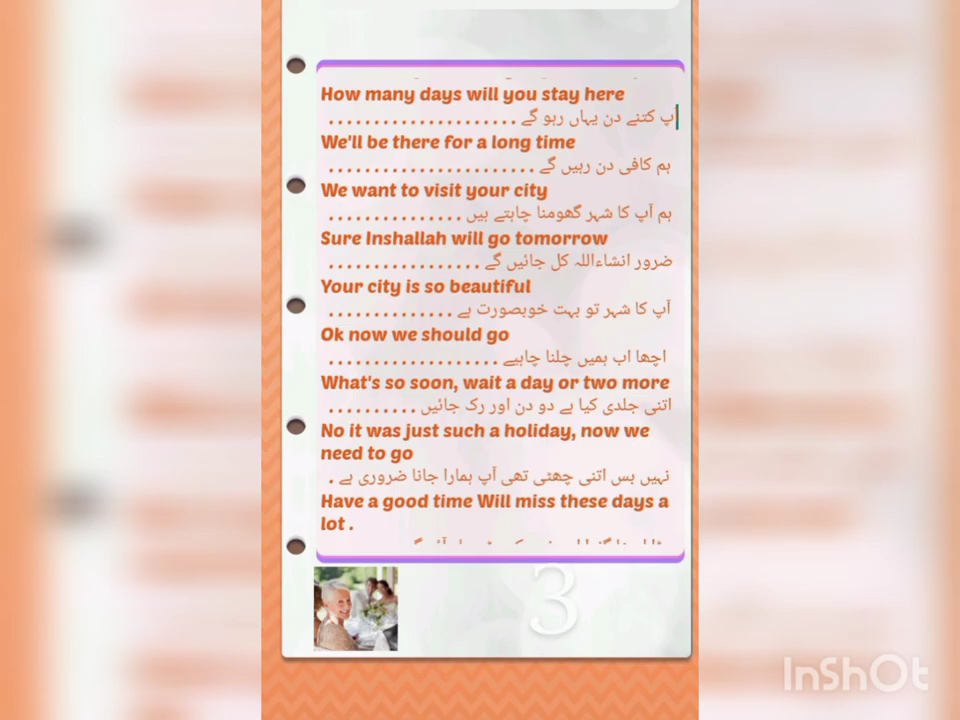 How many days will you stay here
آپ کتنے دن یہاں رہو گے . . . . . . . . . . . . . . . . . . . . .
We'll be there for a long time
ہم کافی دن رہیں گے . . . . . . . . . . . . . . . . . . . . . . .
We want to visit your city
ہم آپ کا شہر گھومنا چاہتے ہیں . . . . . . . . . . . . . . .
Sure Inshallah will go tomorrow
ضرور انشاءاللہ کل جائیں گے . . . . . . . . . . . . . . . . .
Your city is so beautiful
آپ کا شہر تو بہت خوبصورت ہے . . . . . . . . . . . . . .
Ok now we should go
اچھا اب ہمیں چلنا چاہیے . . . . . . . . . . . . . . . . . . .
What's so soon, wait a day or two more
اتنی جلدی کیا ہے دو دن اور رک جائیں . . . . . . . . . .
No it was just such a holiday, now we
need to go
نہیں بس اتنی چھٹی تھی آپ ہمارا جانا ضروری ہے .
Have a good time Will miss these days a
lot .
3
InShOt